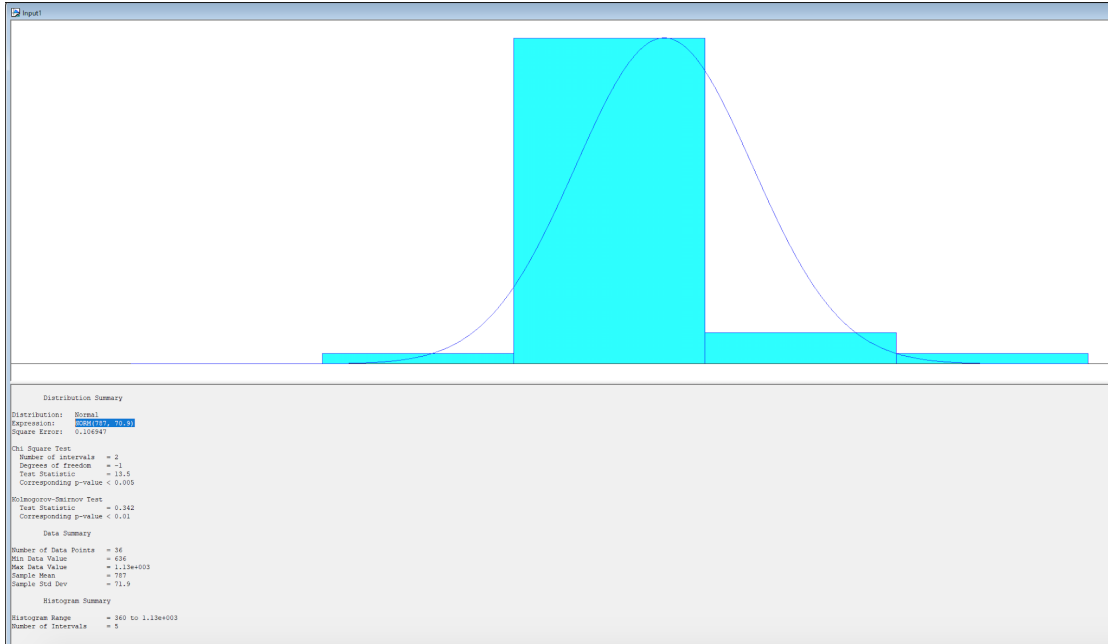 Input1
Distribution Summary
Distribution: Normal
Expression: NORM(787, 70.9)
Square Error: 0.106947
Chi Square Test
Number of intervals = 2
Degrees of freedom = -1
Test Statistic = 13.5
Corresponding p-value < 0.005
Kolmogorov-Smirnov Test
Test Statistic = 0.342
Corresponding p-value < 0.01
Data Summary
Number of Data Points = 36
Min Data Value = 636
Max Data Value = 1.13e+003
Sample Mean = 787
Sample Std Dev = 71.9
Histogram Summary
Histogram Range = 360 to 1.13e+003
Number of Intervals = 5